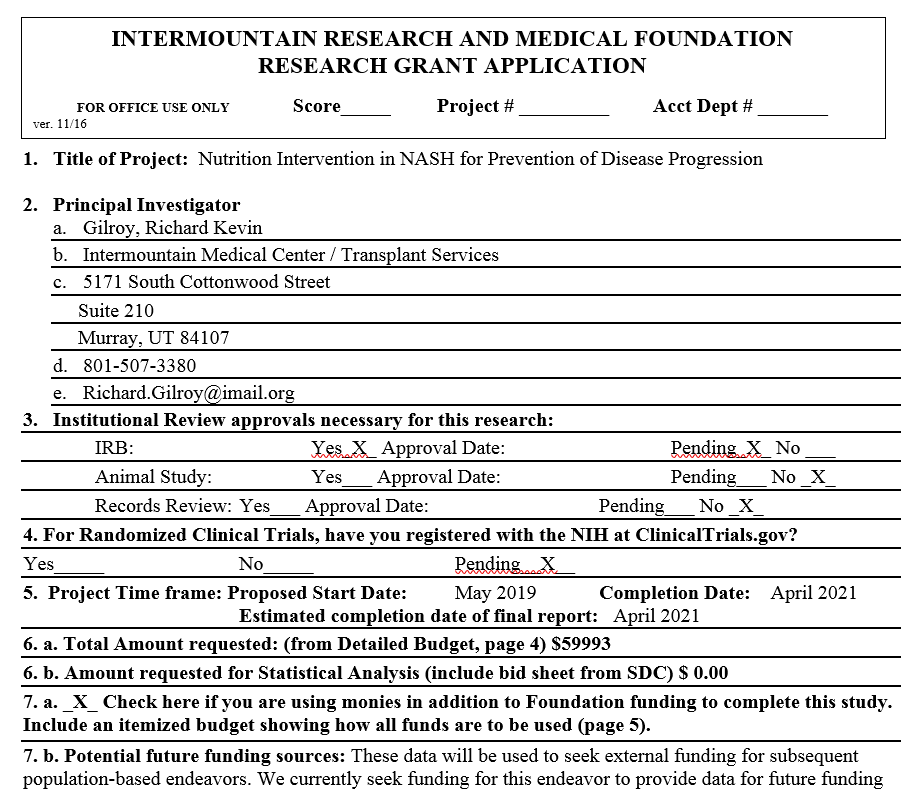 INTERMOUNTAIN RESEARCH AND MEDICAL FOUNDATION
RESEARCH GRANT APPLICATION
FOR OFFICE USE ONLY Score_____ Project # _________ Acct Dept # _______
ver. 11/16
1. Title of Project: Nutrition Intervention in NASH for Prevention of Disease Progression
2. Principal Investigator
a. Gilroy, Richard Kevin
b. Intermountain Medical Center / Transplant Services
c. 5171 South Cottonwood Street
Suite 210
Murray, UT 84107
d. 801-507-3380
e. Richard.Gilroy@imail.org
3. Institutional Review approvals necessary for this research:
IRB: Yes_X_ Approval Date: Pending_X_ No ___
Animal Study: Yes___ Approval Date: Pending___ No _X_
Records Review: Yes___ Approval Date: Pending___ No _X_
4. For Randomized Clinical Trials, have you registered with the NIH at ClinicalTrials.gov?
Yes_____ No_____ Pending__X__
5. Project Time frame: Proposed Start Date: May 2019 Completion Date: April 2021
Estimated completion date of final report: April 2021
6. a. Total Amount requested: (from Detailed Budget, page 4) $59993
6. b. Amount requested for Statistical Analysis (include bid sheet from SDC) $ 0.00
7. a. _X_ Check here if you are using monies in addition to Foundation funding to complete this study.
Include an itemized budget showing how all funds are to be used (page 5).
7. b. Potential future funding sources: These data will be used to seek external funding for subsequent
population-based endeavors. We currently seek funding for this endeavor to provide data for future funding